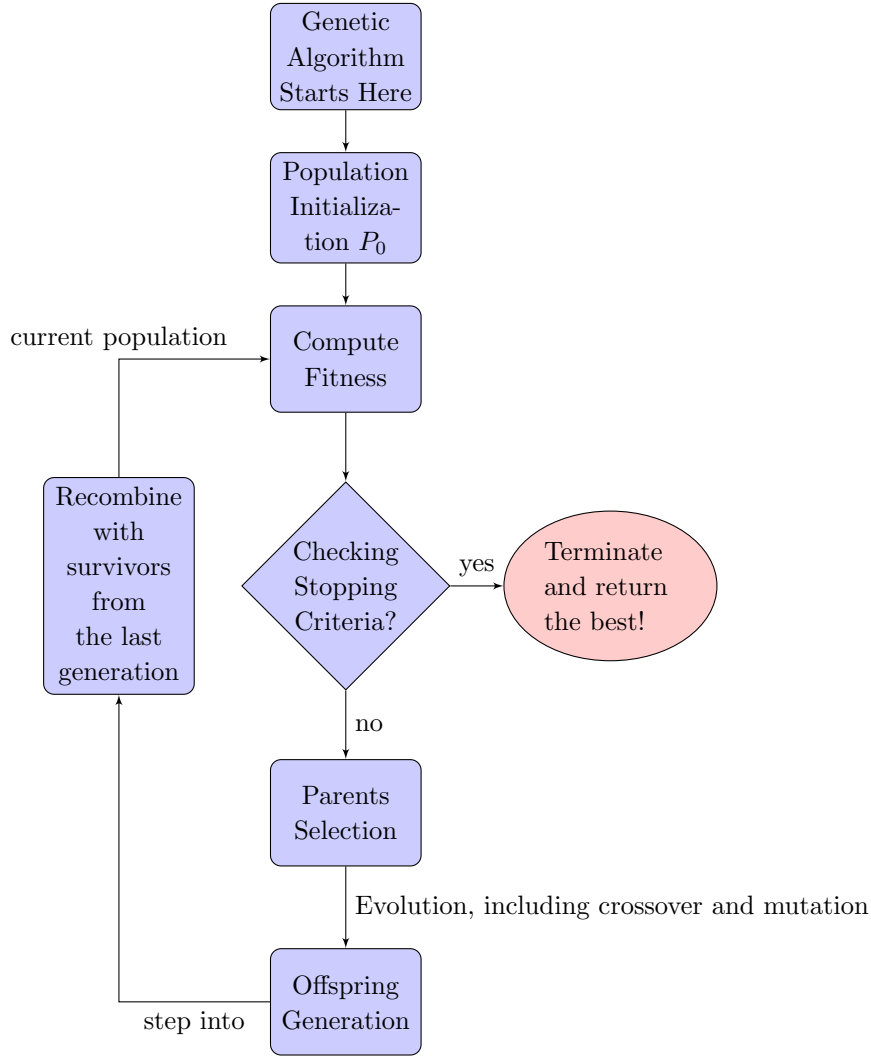 Genetic
Algorithm
Starts Here
Population
Initializa-
tion P₀
current population
Compute
Fitness
Recombine
with
survivors
from
the last
generation
Checking
Stopping
Criteria?
yes
Terminate
and return
the best!
no
Parents
Selection
Evolution, including crossover and mutation
Offspring
Generation
step into